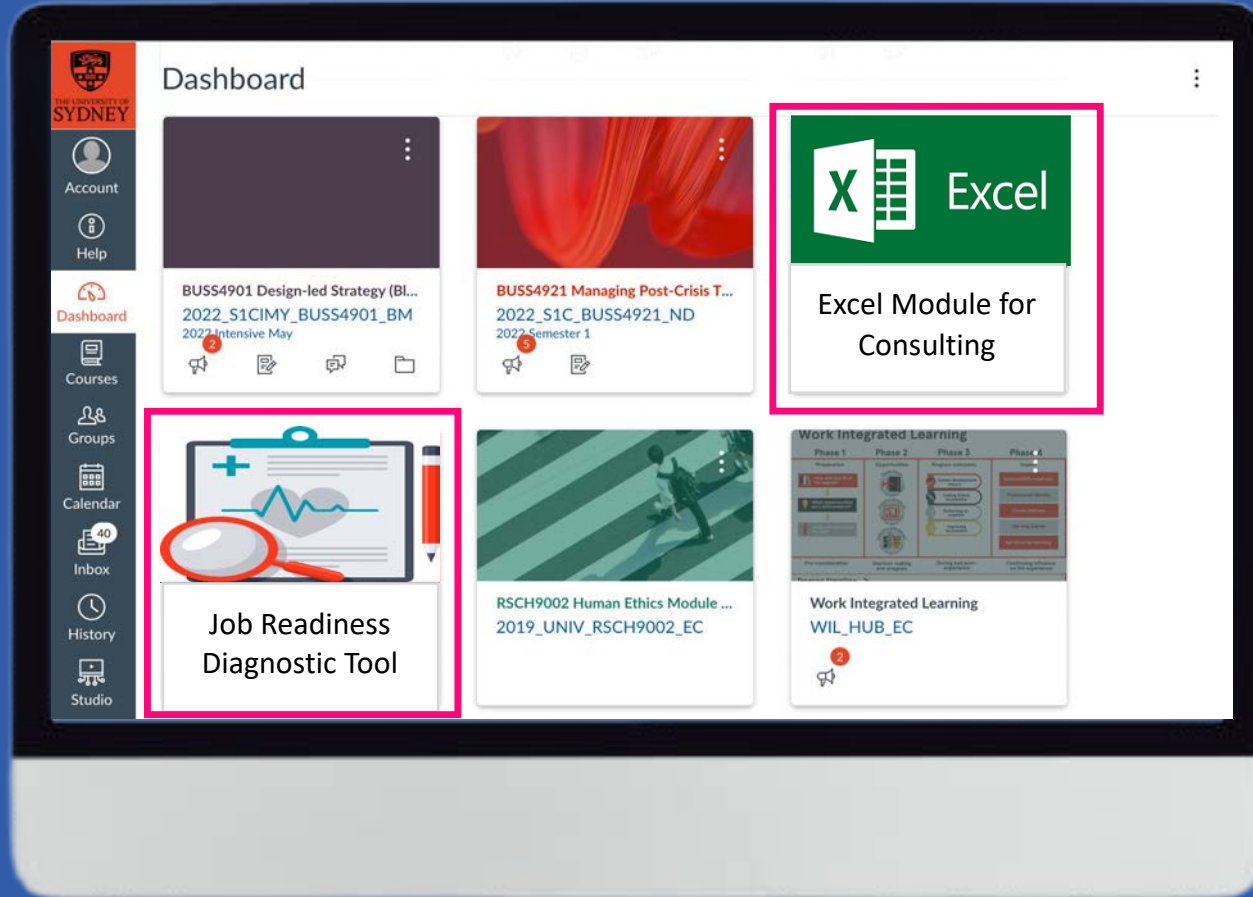 THE UNIVERSITY OF
SYDNEY
Account
Help
Dashboard
Courses
Groups
Calendar
40
Inbox
History
Studio
Dashboard
BUSS4901 Design-led Strategy (Bl...
2022_S1CIMY_BUSS4901_BM
2022 Intensive May
2
BUSS4921 Managing Post-Crisis T...
2022_S1C_BUSS4921_ND
2022 Semester 1
5
X Excel
Excel Module for
Consulting
Job Readiness
Diagnostic Tool
RSCH9002 Human Ethics Module ...
2019_UNIV_RSCH9002_EC
Work Integrated Learning
Phase 1 Phase 2 Phase 3 Phase 4
Work Integrated Learning
WIL_HUB_EC
2